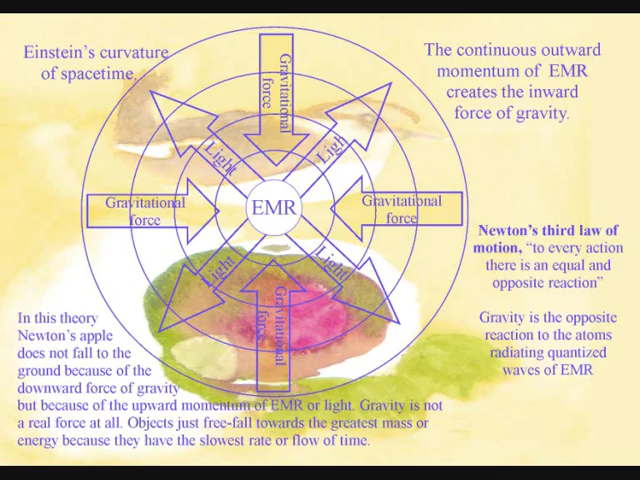 Einstein's curvature
of spacetime.
The continuous outward
momentum of EMR
creates the inward
force of gravity.
Gravitational
force
Light
Light
Gravitational
force
EMR
Gravitational
force
Light
Light
Gravitational
force
Newton's third law of
motion, “to every action
there is an equal and
opposite reaction”
Gravity is the opposite
reaction to the atoms
radiating quantized
waves of EMR
In this theory
Newton's apple
does not fall to the
ground because of the
downward force of gravity
but because of the upward momentum of EMR or light. Gravity is not
a real force at all. Objects just free-fall towards the greatest mass or
energy because they have the slowest rate or flow of time.